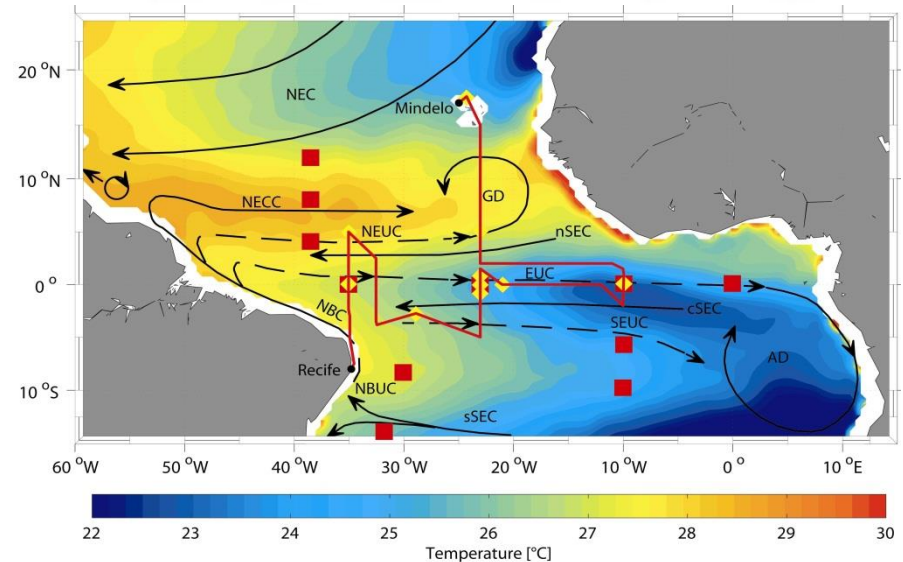 20 °N
NEC
Mindelo
10 °N
NECC
GD
NEUC
nSEC
EUC
0 °
NBC
cSEC
SEUC
AD
Recife
NBUC
10 °S
sSEC
60 °W
50 °W
40 °W
30 °W
20 °W
10 °W
0 °
10 °E
22
23
24
25
26
27
28
29
30
Temperature [°C]